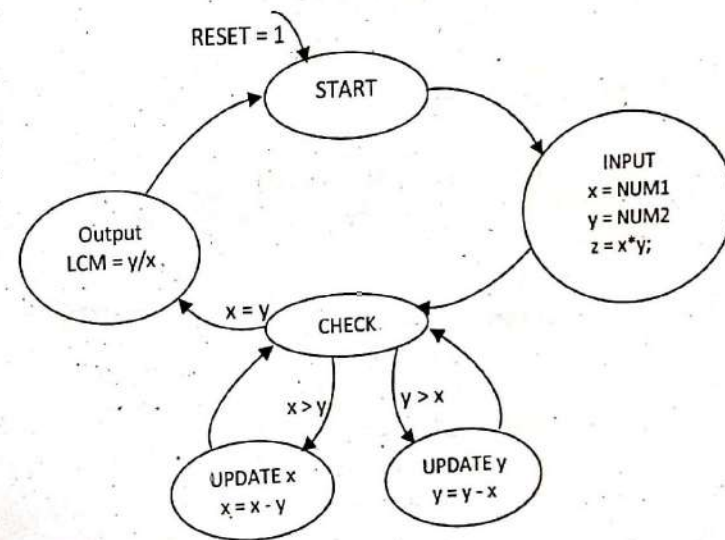 RESET = 1
START
INPUT
x = NUM1
y = NUM2
z = x*y;
Output
LCM = y/x
x = y
CHECK
x > y
y > x
UPDATE x
x = x - y
UPDATE y
y = y - x